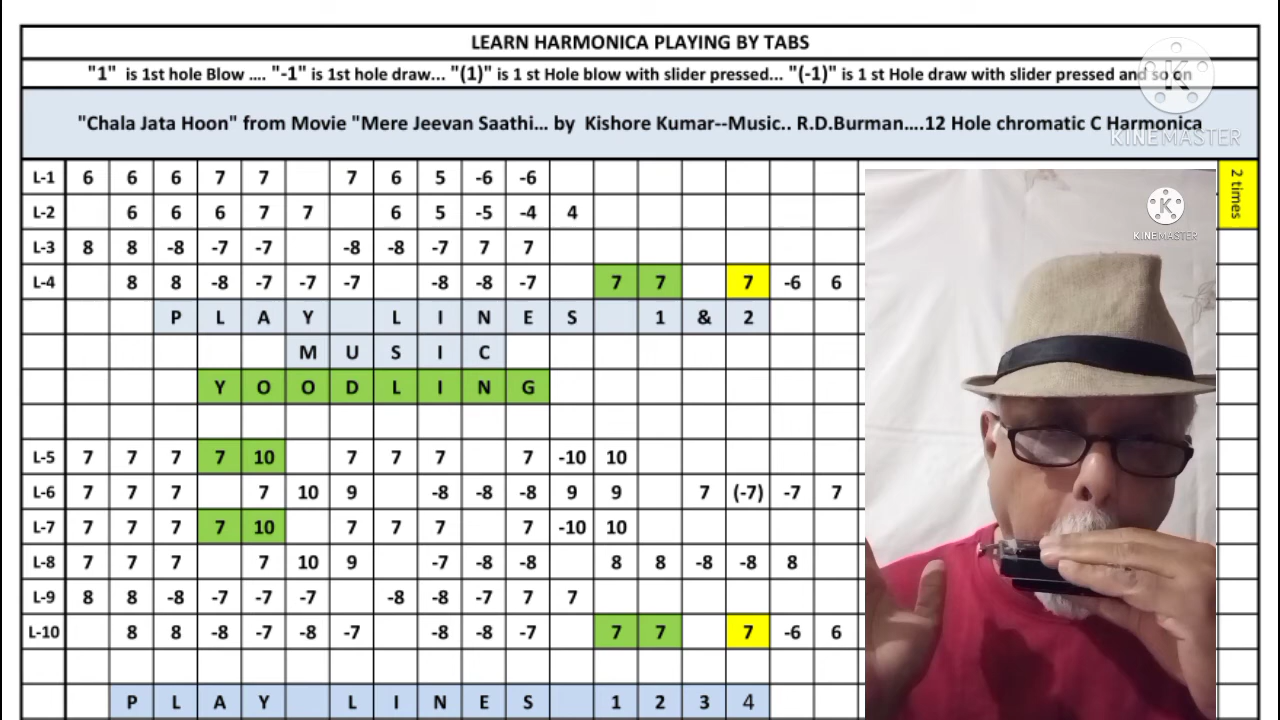 LEARN HARMONICA PLAYING BY TABS
"1" is 1st hole Blow .... "-1" is 1st hole draw... "(1)" is 1 st Hole blow with slider pressed... "(-1)" is 1 st Hole draw with slider pressed and so on
"Chala Jata Hoon" from Movie "Mere Jeevan Saathi... by Kishore Kumar--Music.. R.D.Burman....12 Hole chromatic C Harmonica
KINEMASTER
L-1 6 6 6 7 7 7 6 5 -6 -6
2 times
KINEMASTER
L-2 6 6 6 7 7 6 5 -5 -4 4
L-3 8 8 -8 -7 -7 -8 -8 -7 7 7
L-4 8 8 -8 -7 -7 -7 -8 -8 -7 7 7 7 -6 6
PLAY LINES 1 & 2
MUSIC
YOODLING
L-5 7 7 7 7 10 7 7 7 7 -10 10
L-6 7 7 7 7 10 9 -8 -8 -8 9 9 7 (-7) -7 7
L-7 7 7 7 7 10 7 7 7 7 -10 10
L-8 7 7 7 7 10 9 -7 -8 -8 8 8 -8 -8 8
L-9 8 8 -8 -7 -7 -7 -8 -8 -7 7 7
L-10 8 8 -8 -7 -8 -7 -8 -8 -7 7 7 7 -6 6
PLAY LINES 1 2 3 4